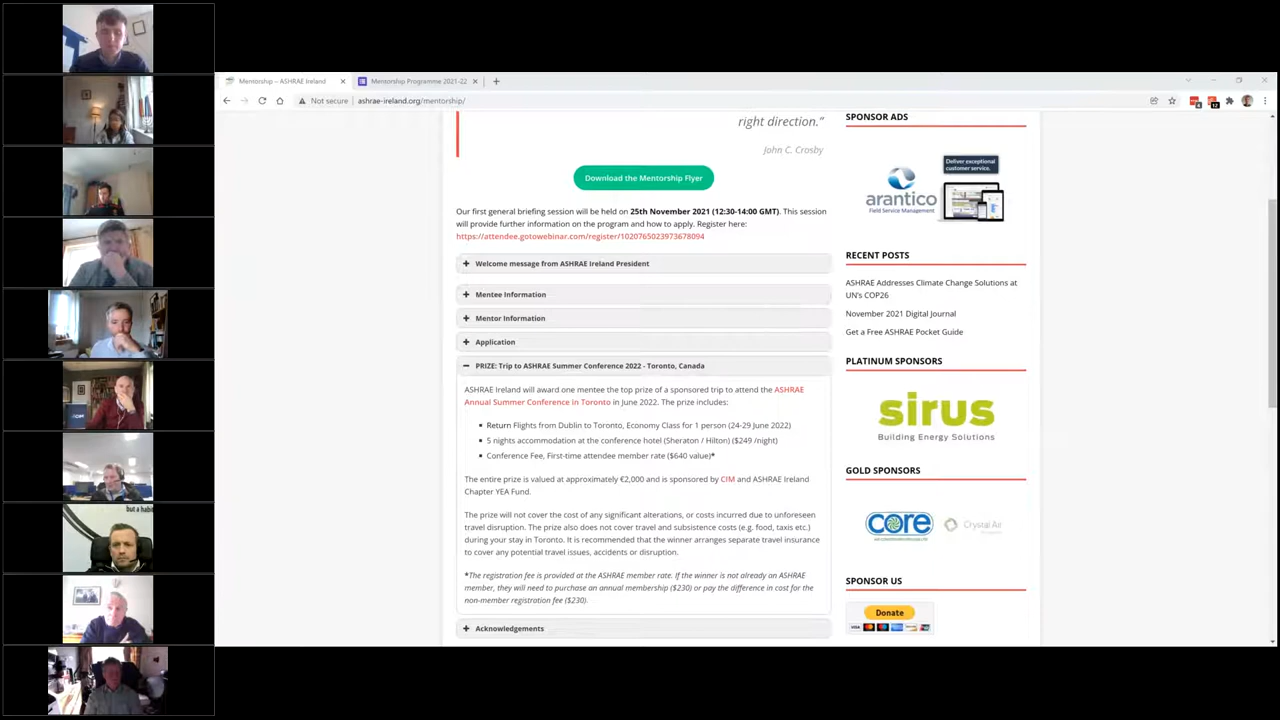 Mentorship – ASHRAE Ireland
Mentorship Programme 2021-22
Not secure
ashrae-ireland.org/mentorship/
right direction.”
John C. Crosby
Download the Mentorship Flyer
Our first general briefing session will be held on 25th November 2021 (12:30-14:00 GMT). This session
will provide further information on the program and how to apply. Register here:
https://attendee.gotowebinar.com/register/1020765023973678094
Welcome message from ASHRAE Ireland President
Mentee Information
Mentor Information
Application
PRIZE: Trip to ASHRAE Summer Conference 2022 - Toronto, Canada
ASHRAE Ireland will award one mentee the top prize of a sponsored trip to attend the ASHRAE
Annual Summer Conference in Toronto in June 2022. The prize includes:
Return Flights from Dublin to Toronto, Economy Class for 1 person (24-29 June 2022)
5 nights accommodation at the conference hotel (Sheraton / Hilton) ($249 /night)
Conference Fee, First-time attendee member rate ($640 value)*
The entire prize is valued at approximately €2,000 and is sponsored by CIM and ASHRAE Ireland
Chapter YEA Fund.
The prize will not cover the cost of any significant alterations, or costs incurred due to unforeseen
travel disruption. The prize also does not cover travel and subsistence costs (e.g. food, taxis etc.)
during your stay in Toronto. It is recommended that the winner arranges separate travel insurance
to cover any potential travel issues, accidents or disruption.
*The registration fee is provided at the ASHRAE member rate. If the winner is not already an ASHRAE
member, they will need to purchase an annual membership ($230) or pay the difference in cost for the
non-member registration fee ($230).
Acknowledgements
SPONSOR ADS
Deliver exceptional
customer service.
arantico
Field Service Management
RECENT POSTS
ASHRAE Addresses Climate Change Solutions at
UN's COP26
November 2021 Digital Journal
Get a Free ASHRAE Pocket Guide
PLATINUM SPONSORS
sirus
Building Energy Solutions
GOLD SPONSORS
core
Crystal Air
SPONSOR US
Donate
but a habi